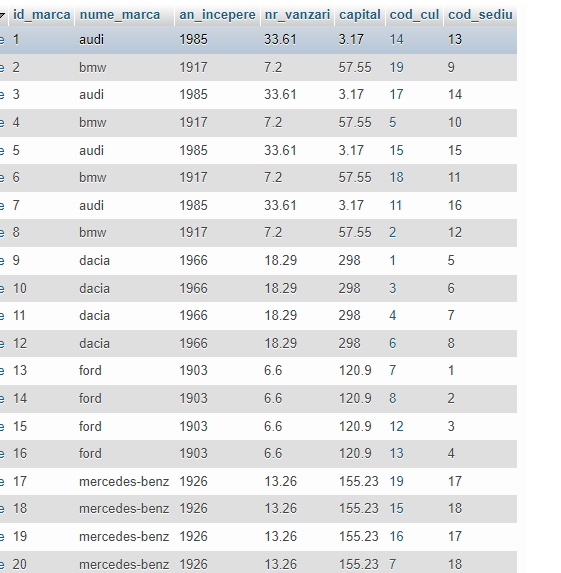 id_marca nume_marca an_incepere nr_vanzari capital cod_cul cod_sediu
e 1 audi 1985 33.61 3.17 14 13
e 2 bmw 1917 7.2 57.55 19 9
e 3 audi 1985 33.61 3.17 17 14
e 4 bmw 1917 7.2 57.55 5 10
e 5 audi 1985 33.61 3.17 15 15
e 6 bmw 1917 7.2 57.55 18 11
e 7 audi 1985 33.61 3.17 11 16
e 8 bmw 1917 7.2 57.55 2 12
e 9 dacia 1966 18.29 298 1 5
e 10 dacia 1966 18.29 298 3 6
e 11 dacia 1966 18.29 298 4 7
e 12 dacia 1966 18.29 298 6 8
e 13 ford 1903 6.6 120.9 7 1
e 14 ford 1903 6.6 120.9 8 2
e 15 ford 1903 6.6 120.9 12 3
e 16 ford 1903 6.6 120.9 13 4
e 17 mercedes-benz 1926 13.26 155.23 19 17
e 18 mercedes-benz 1926 13.26 155.23 15 18
e 19 mercedes-benz 1926 13.26 155.23 16 17
e 20 mercedes-benz 1926 13.26 155.23 7 18